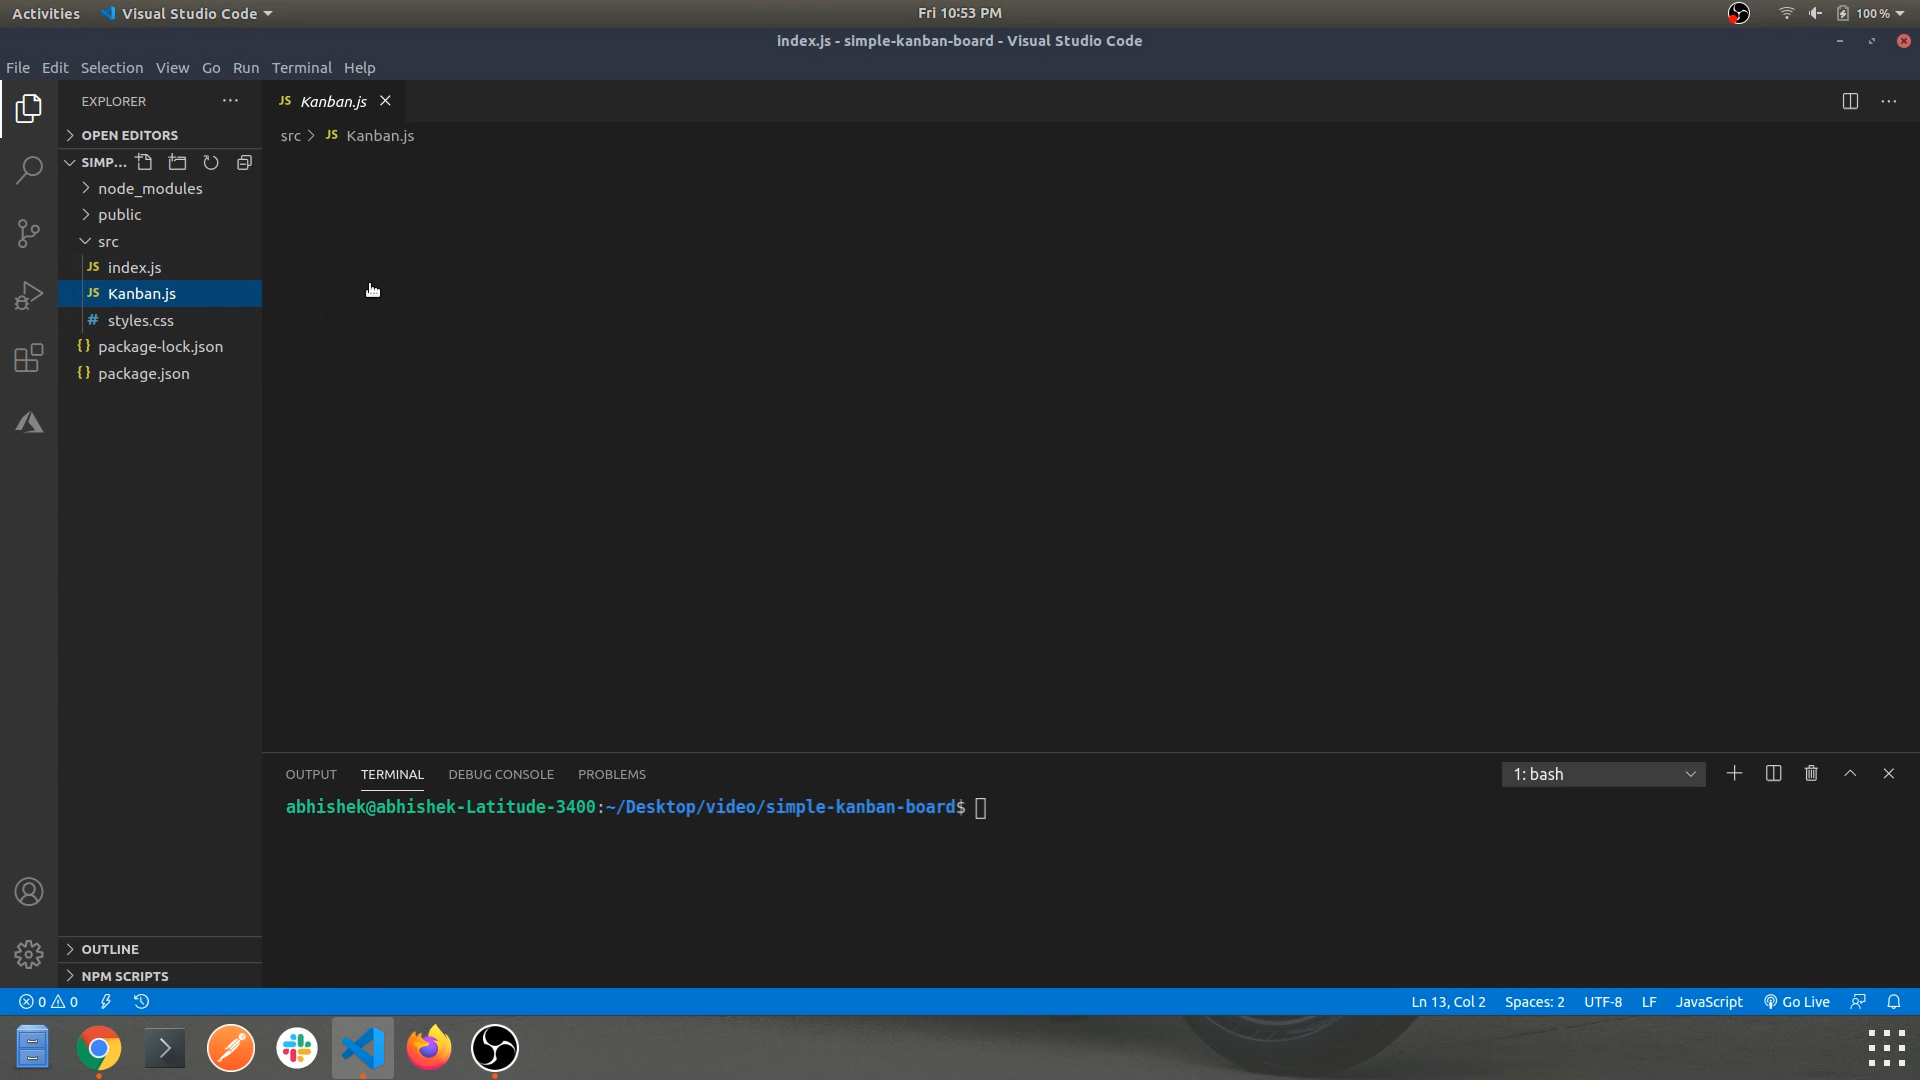 Activities
Visual Studio Code
Fri 10:53 PM
100 %
index.js - simple-kanban-board - Visual Studio Code
File Edit Selection View Go Run Terminal Help
EXPLORER
JS Kanban.js
OPEN EDITORS
src > JS Kanban.js
SIMP...
node_modules
public
src
JS index.js
JS Kanban.js
# styles.css
{} package-lock.json
{} package.json
OUTPUT TERMINAL DEBUG CONSOLE PROBLEMS
1: bash
abhishek@abhishek-Latitude-3400:~/Desktop/video/simple-kanban-board$
OUTLINE
NPM SCRIPTS
0 0
Ln 13, Col 2 Spaces: 2 UTF-8 LF JavaScript Go Live